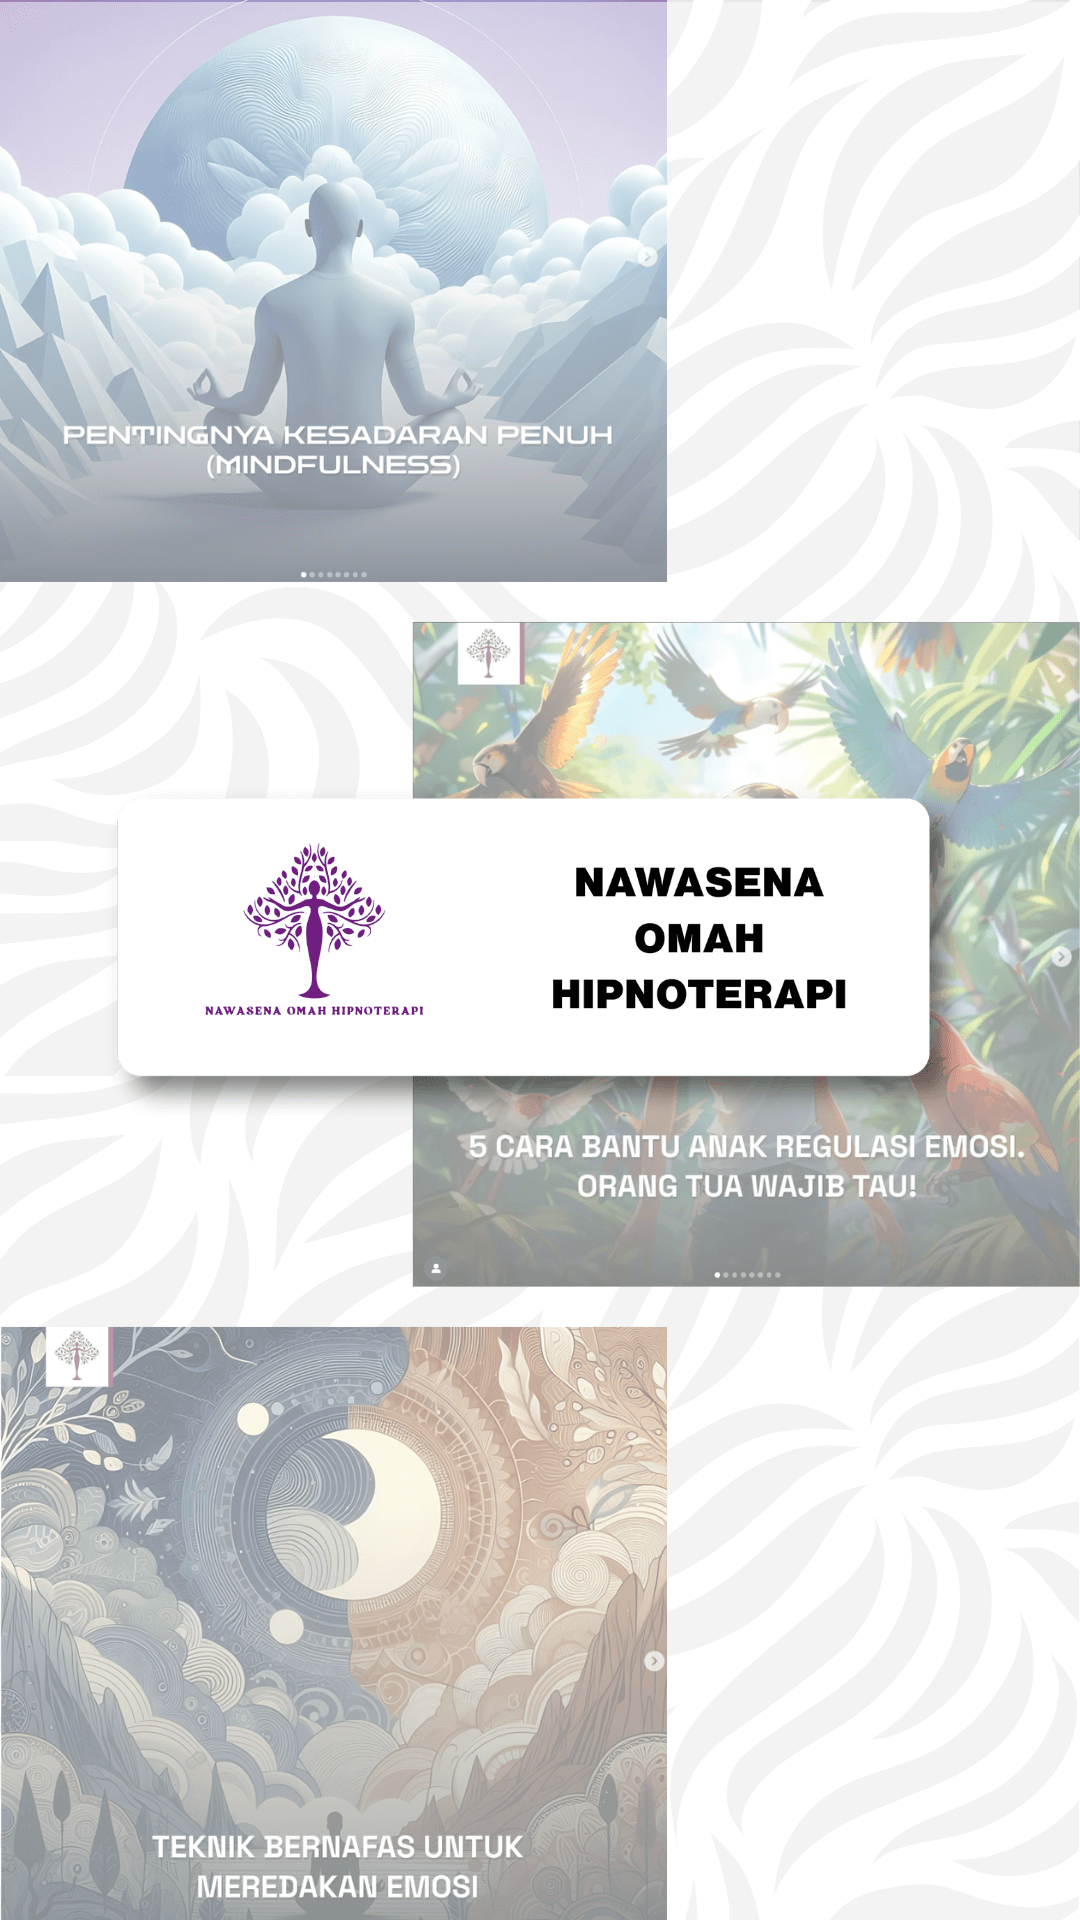 PENTINGNYA KESADARAN PENUH
(MINDFULNESS)
NAWASENA OMAH HIPNOTERAPI
NAWASENA
OMAH
HIPNOTERAPI
5 CARA BANTU ANAK REGULASI EMOSI.
ORANG TUA WAJIB TAU!
TEKNIK BERNAFAS UNTUK
MEREDAKAN EMOSI